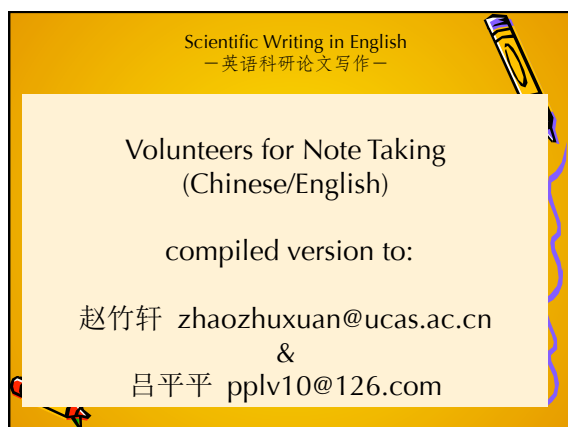 Scientific Writing in English
－英语科研论文写作－
Volunteers for Note Taking
(Chinese/English)
compiled version to:
赵竹轩 zhaozhuxuan@ucas.ac.cn
&
吕平平 pplv10@126.com